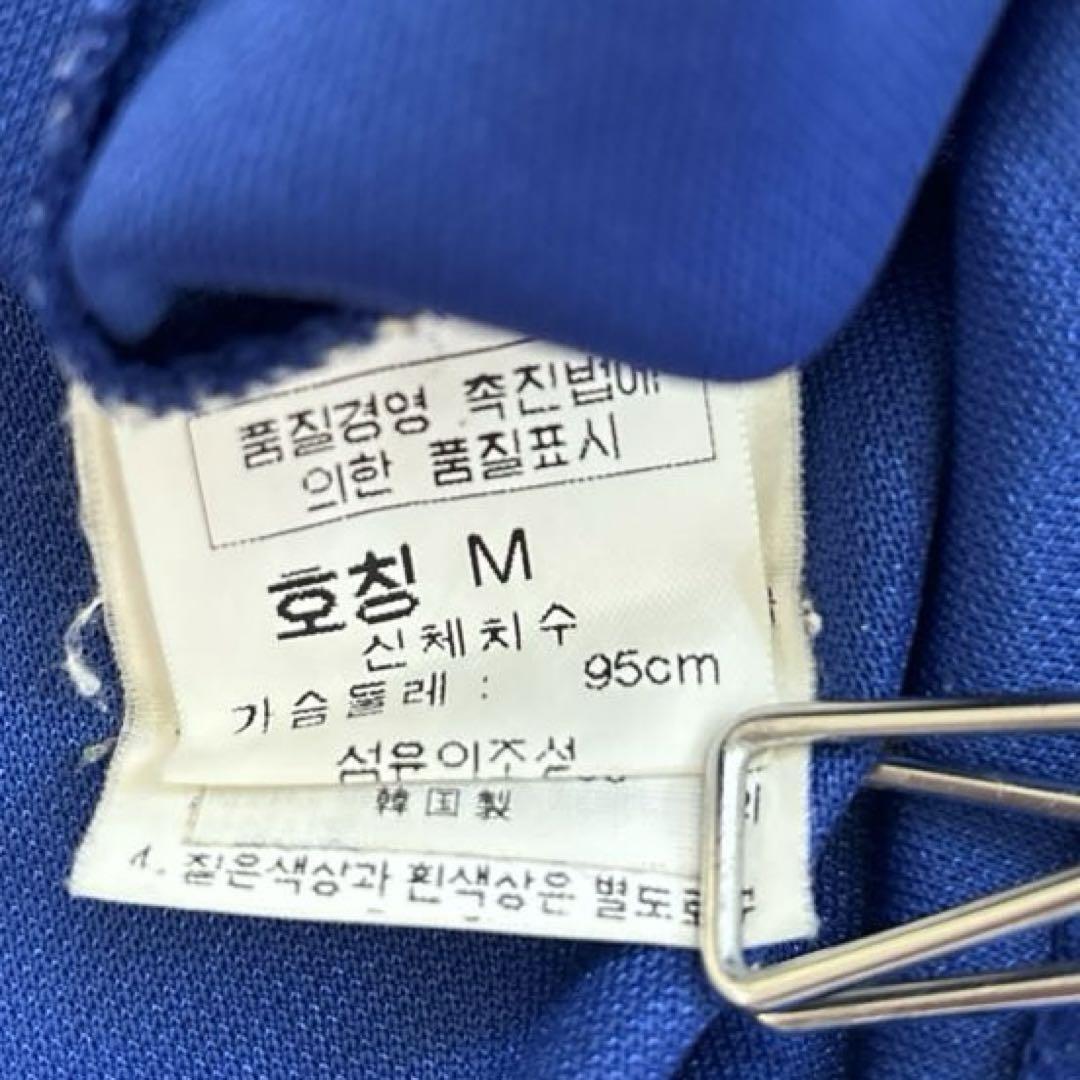 품질경영 촉진법에
의한 품질표시
호칭 M
신체치수
가슴둘레 : 95cm
섬유의조성
韓国製
4. 짙은색상과 흰색상은 별도로